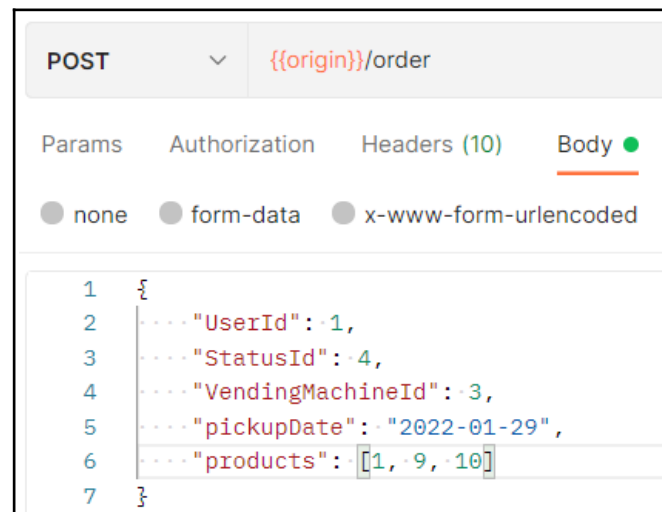 POST {{origin}}/order
Params Authorization Headers (10) Body
none form-data x-www-form-urlencoded
1 {
2 "UserId": 1,
3 "StatusId": 4,
4 "VendingMachineId": 3,
5 "pickupDate": "2022-01-29",
6 "products": [1, 9, 10]
7 }